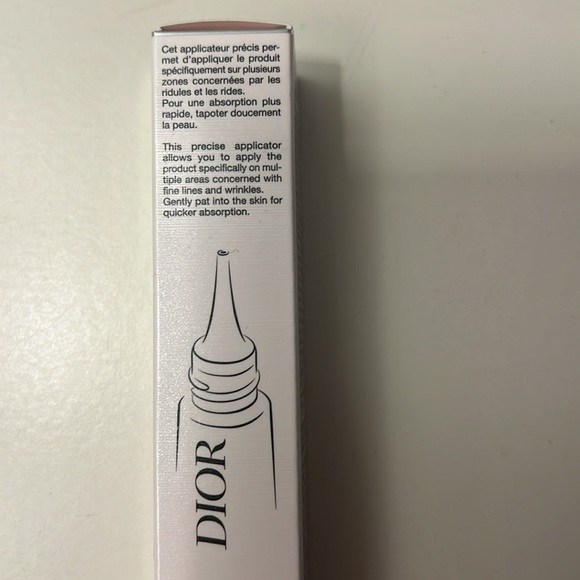 Cet applicateur précis per-
met d'appliquer le produit
spécifiquement sur plusieurs
zones concernées par les
ridules et les rides.
Pour une absorption plus
rapide, tapoter doucement
la peau.
This precise applicator
allows you to apply the
product specifically on mul-
tiple areas concerned with
fine lines and wrinkles.
Gently pat into the skin for
quicker absorption.
DIOR